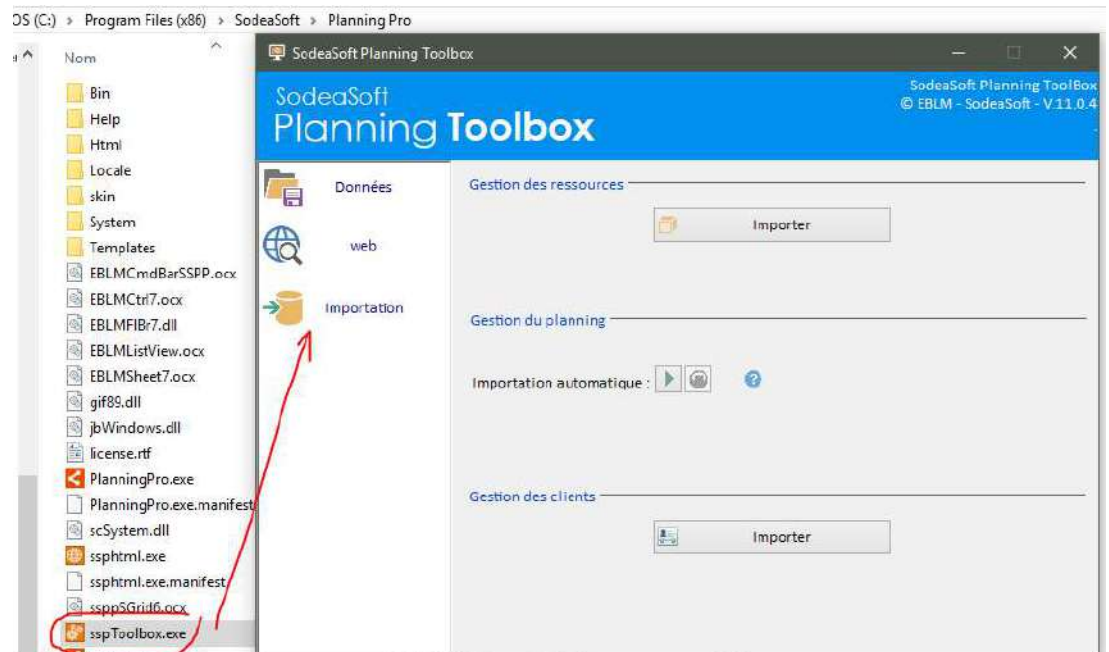 OS (C:) > Program Files (x86) > SodeaSoft > Planning Pro
Nom
Bin
Help
Html
Locale
skin
System
Templates
EBLMCmdBarSSPP.ocx
EBLMCtrl7.ocx
EBLMFIBr7.dll
EBLMListView.ocx
EBLMSheet7.ocx
gif89.dll
jbWindows.dll
license.rtf
PlanningPro.exe
PlanningPro.exe.manifest
scSystem.dll
ssphtml.exe
ssphtml.exe.manifest
ssppSGrid6.ocx
sspToolbox.exe
SodeaSoft Planning Toolbox
SodeaSoft
Planning Toolbox
SodeaSoft Planning ToolBox
© EBLM - SodeaSoft - V.11.0.4
-
Données
web
Importation
Gestion des ressources
Importer
Gestion du planning
Importation automatique :
Gestion des clients
Importer